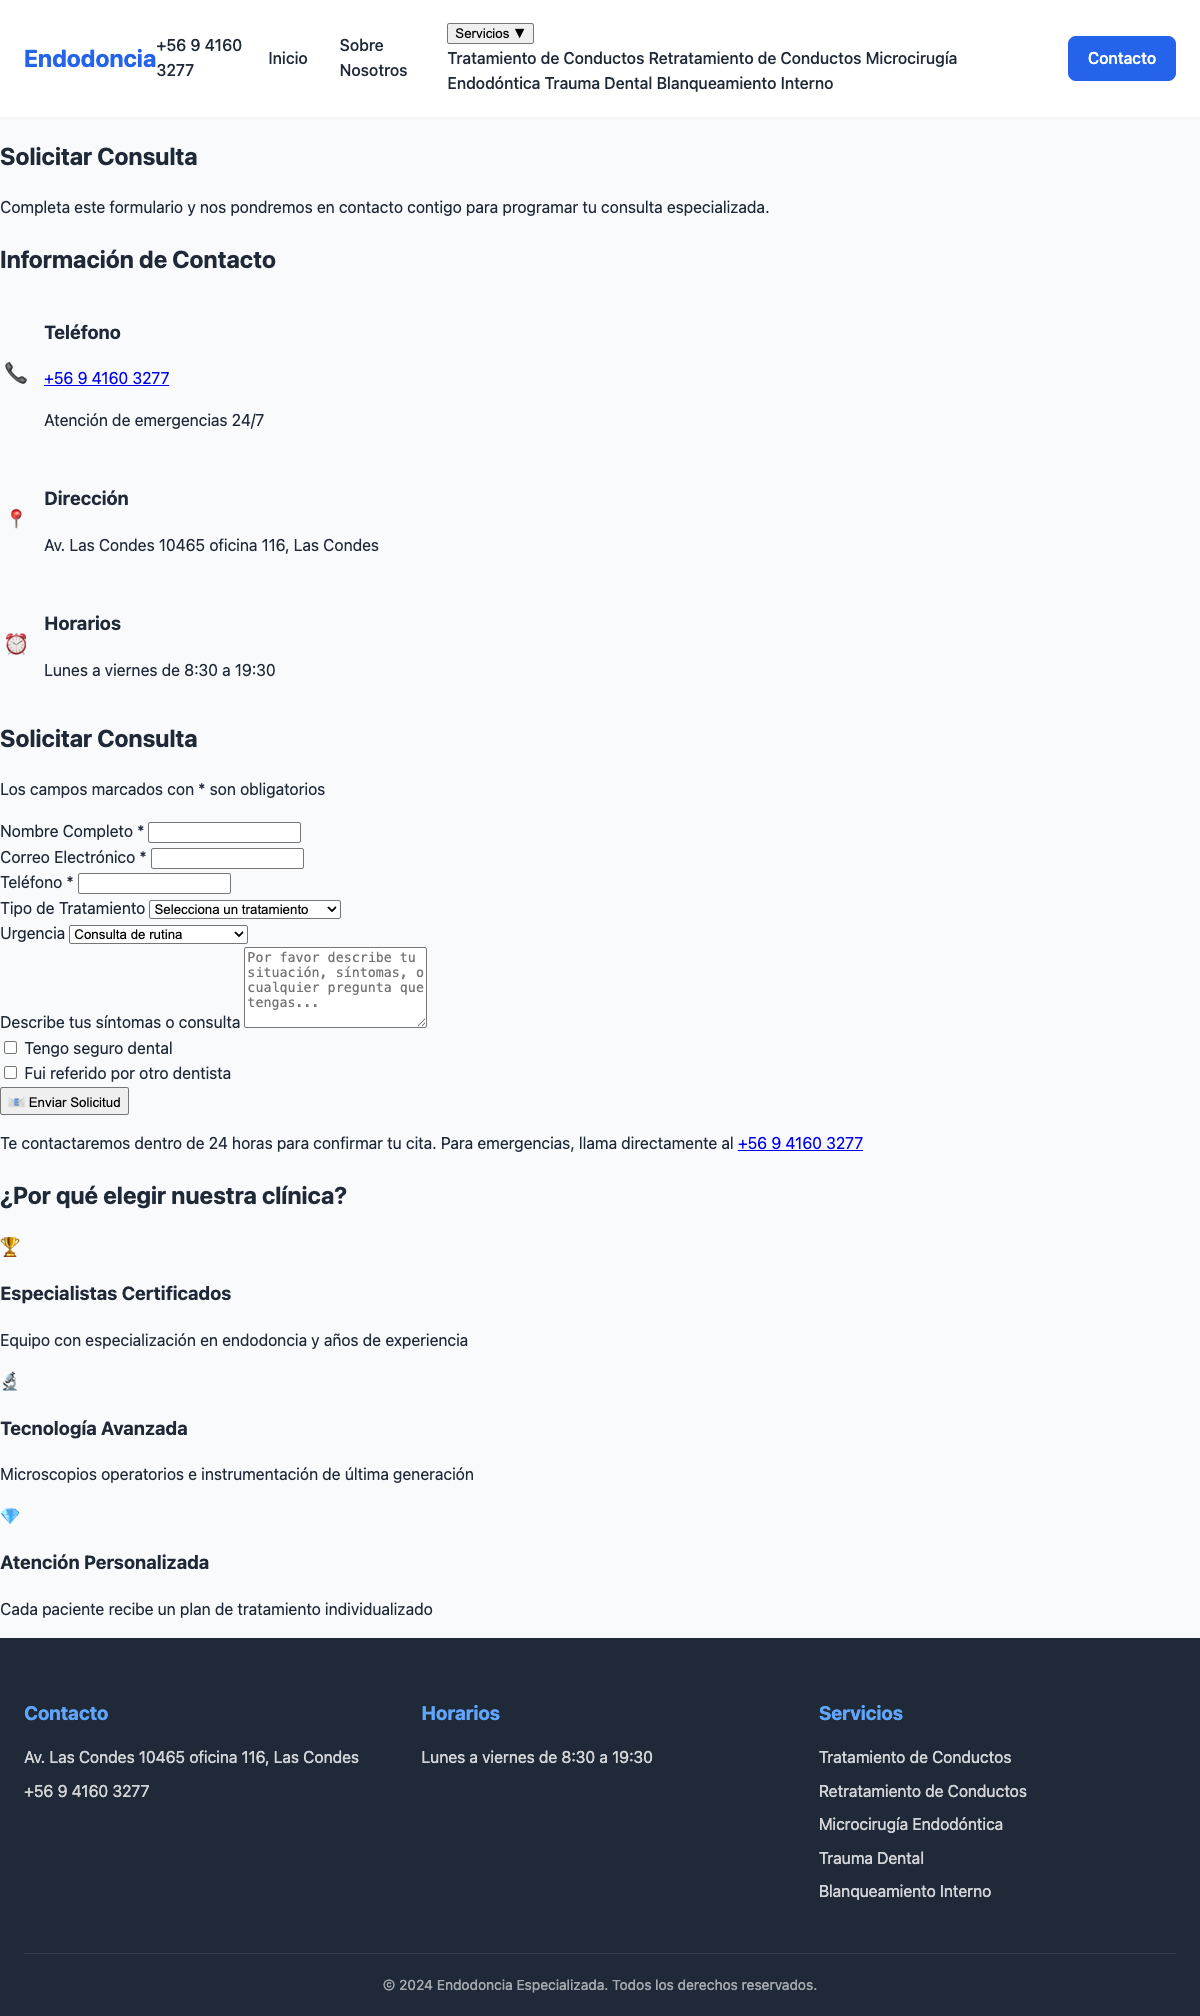 Endodoncia
+56 9 4160
3277
Inicio
Sobre
Nosotros
Servicios ▼
Tratamiento de Conductos Retratamiento de Conductos Microcirugía
Endodóntica Trauma Dental Blanqueamiento Interno
Contacto
Solicitar Consulta
Completa este formulario y nos pondremos en contacto contigo para programar tu consulta especializada.
Información de Contacto
Teléfono
+56 9 4160 3277
Atención de emergencias 24/7
Dirección
Av. Las Condes 10465 oficina 116, Las Condes
Horarios
Lunes a viernes de 8:30 a 19:30
Solicitar Consulta
Los campos marcados con * son obligatorios
Nombre Completo *
Correo Electrónico *
Teléfono *
Tipo de Tratamiento Selecciona un tratamiento
Urgencia Consulta de rutina
Por favor describe tu
situación, síntomas, o
cualquier pregunta que
tengas...
Describe tus síntomas o consulta
Tengo seguro dental
Fui referido por otro dentista
Enviar Solicitud
Te contactaremos dentro de 24 horas para confirmar tu cita. Para emergencias, llama directamente al +56 9 4160 3277
¿Por qué elegir nuestra clínica?
Especialistas Certificados
Equipo con especialización en endodoncia y años de experiencia
Tecnología Avanzada
Microscopios operatorios e instrumentación de última generación
Atención Personalizada
Cada paciente recibe un plan de tratamiento individualizado
Contacto
Av. Las Condes 10465 oficina 116, Las Condes
+56 9 4160 3277
Horarios
Lunes a viernes de 8:30 a 19:30
Servicios
Tratamiento de Conductos
Retratamiento de Conductos
Microcirugía Endodóntica
Trauma Dental
Blanqueamiento Interno
© 2024 Endodoncia Especializada. Todos los derechos reservados.